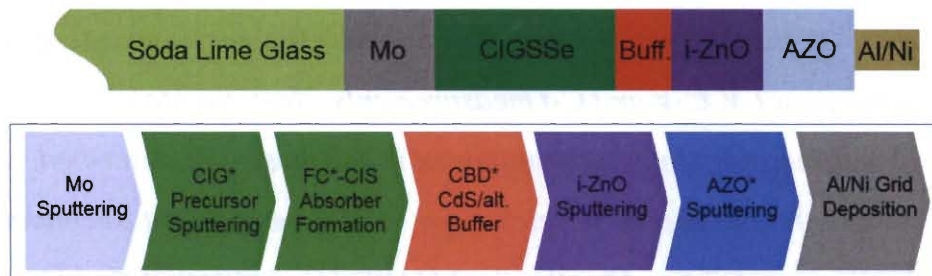 Soda Lime Glass Mo CIGSSe Buff. i-ZnO AZO Al/Ni
Mo
Sputtering
CIG*
Precursor
Sputtering
FC*-CIS
Absorber
Formation
CBD*
CdS/alt.
Buffer
i-ZnO
Sputtering
AZO*
Sputtering
Al/Ni Grid
Deposition